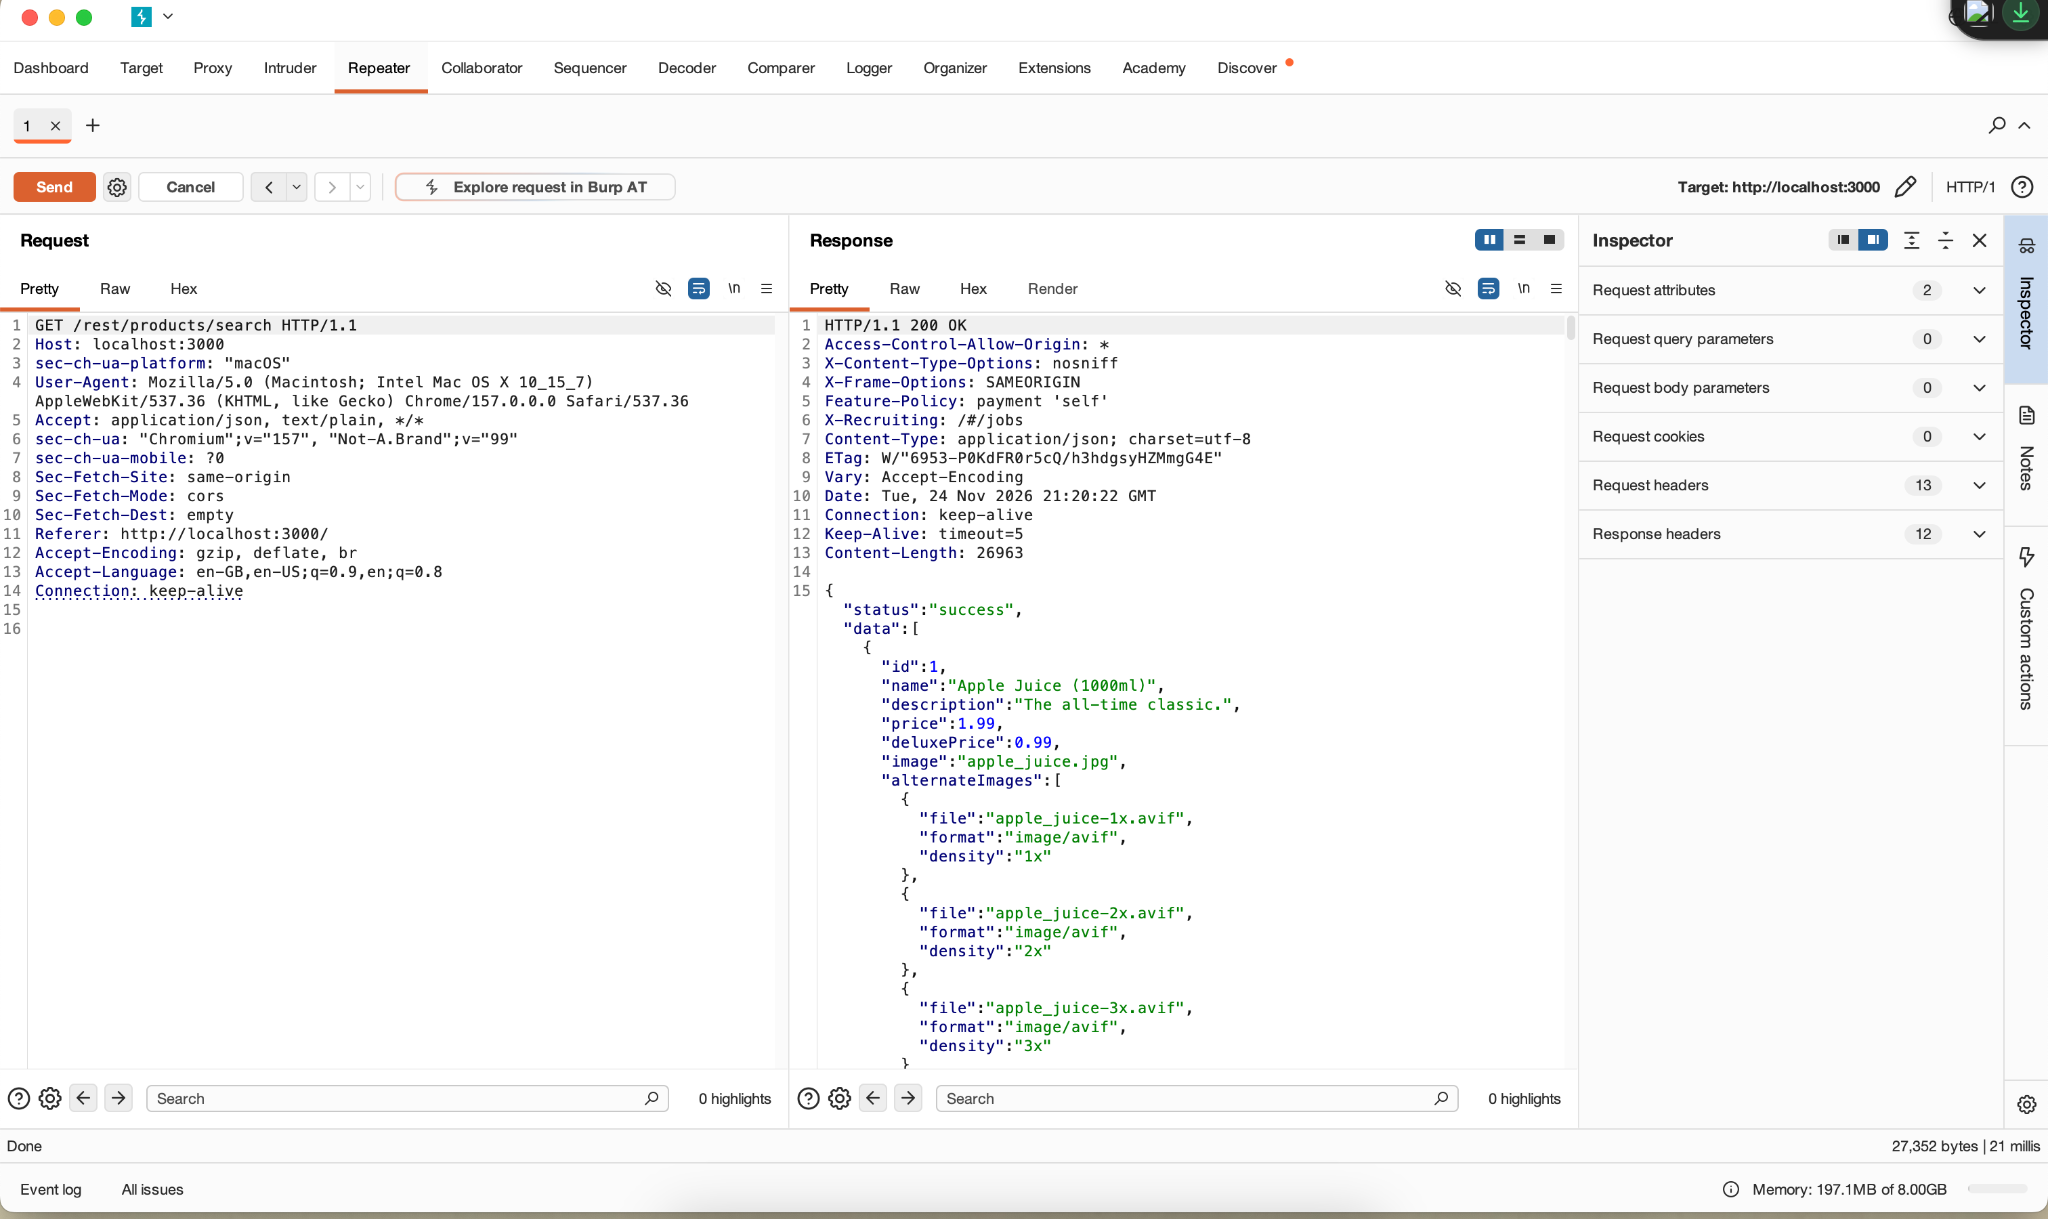 Dashboard Target Proxy Intruder Repeater Collaborator Sequencer Decoder Comparer Logger Organizer Extensions Academy Discover
1
Send Cancel Explore request in Burp AT Target: http://localhost:3000 HTTP/1
Request
Pretty Raw Hex \n
1 GET /rest/products/search HTTP/1.1
2 Host: localhost:3000
3 sec-ch-ua-platform: "macOS"
4 User-Agent: Mozilla/5.0 (Macintosh; Intel Mac OS X 10_15_7)
AppleWebKit/537.36 (KHTML, like Gecko) Chrome/157.0.0.0 Safari/537.36
5 Accept: application/json, text/plain, */*
6 sec-ch-ua: "Chromium";v="157", "Not-A.Brand";v="99"
7 sec-ch-ua-mobile: ?0
8 Sec-Fetch-Site: same-origin
9 Sec-Fetch-Mode: cors
10 Sec-Fetch-Dest: empty
11 Referer: http://localhost:3000/
12 Accept-Encoding: gzip, deflate, br
13 Accept-Language: en-GB,en-US;q=0.9,en;q=0.8
14 Connection: keep-alive
15
16
Search 0 highlights
Response
Pretty Raw Hex Render \n
1 HTTP/1.1 200 OK
2 Access-Control-Allow-Origin: *
3 X-Content-Type-Options: nosniff
4 X-Frame-Options: SAMEORIGIN
5 Feature-Policy: payment 'self'
6 X-Recruiting: /#/jobs
7 Content-Type: application/json; charset=utf-8
8 ETag: W/"6953-P0KdFR0r5cQ/h3hdgsyHZMmgG4E"
9 Vary: Accept-Encoding
10 Date: Tue, 24 Nov 2026 21:20:22 GMT
11 Connection: keep-alive
12 Keep-Alive: timeout=5
13 Content-Length: 26963
14
15 {
"status":"success",
"data":[
{
"id":1,
"name":"Apple Juice (1000ml)",
"description":"The all-time classic.",
"price":1.99,
"deluxePrice":0.99,
"image":"apple_juice.jpg",
"alternateImages":[
{
"file":"apple_juice-1x.avif",
"format":"image/avif",
"density":"1x"
},
{
"file":"apple_juice-2x.avif",
"format":"image/avif",
"density":"2x"
},
{
"file":"apple_juice-3x.avif",
"format":"image/avif",
"density":"3x"
}
Search 0 highlights
Inspector
Request attributes 2
Request query parameters 0
Request body parameters 0
Request cookies 0
Request headers 13
Response headers 12
Inspector
Notes
Custom actions
Done 27,352 bytes | 21 millis
Event log All issues Memory: 197.1MB of 8.00GB